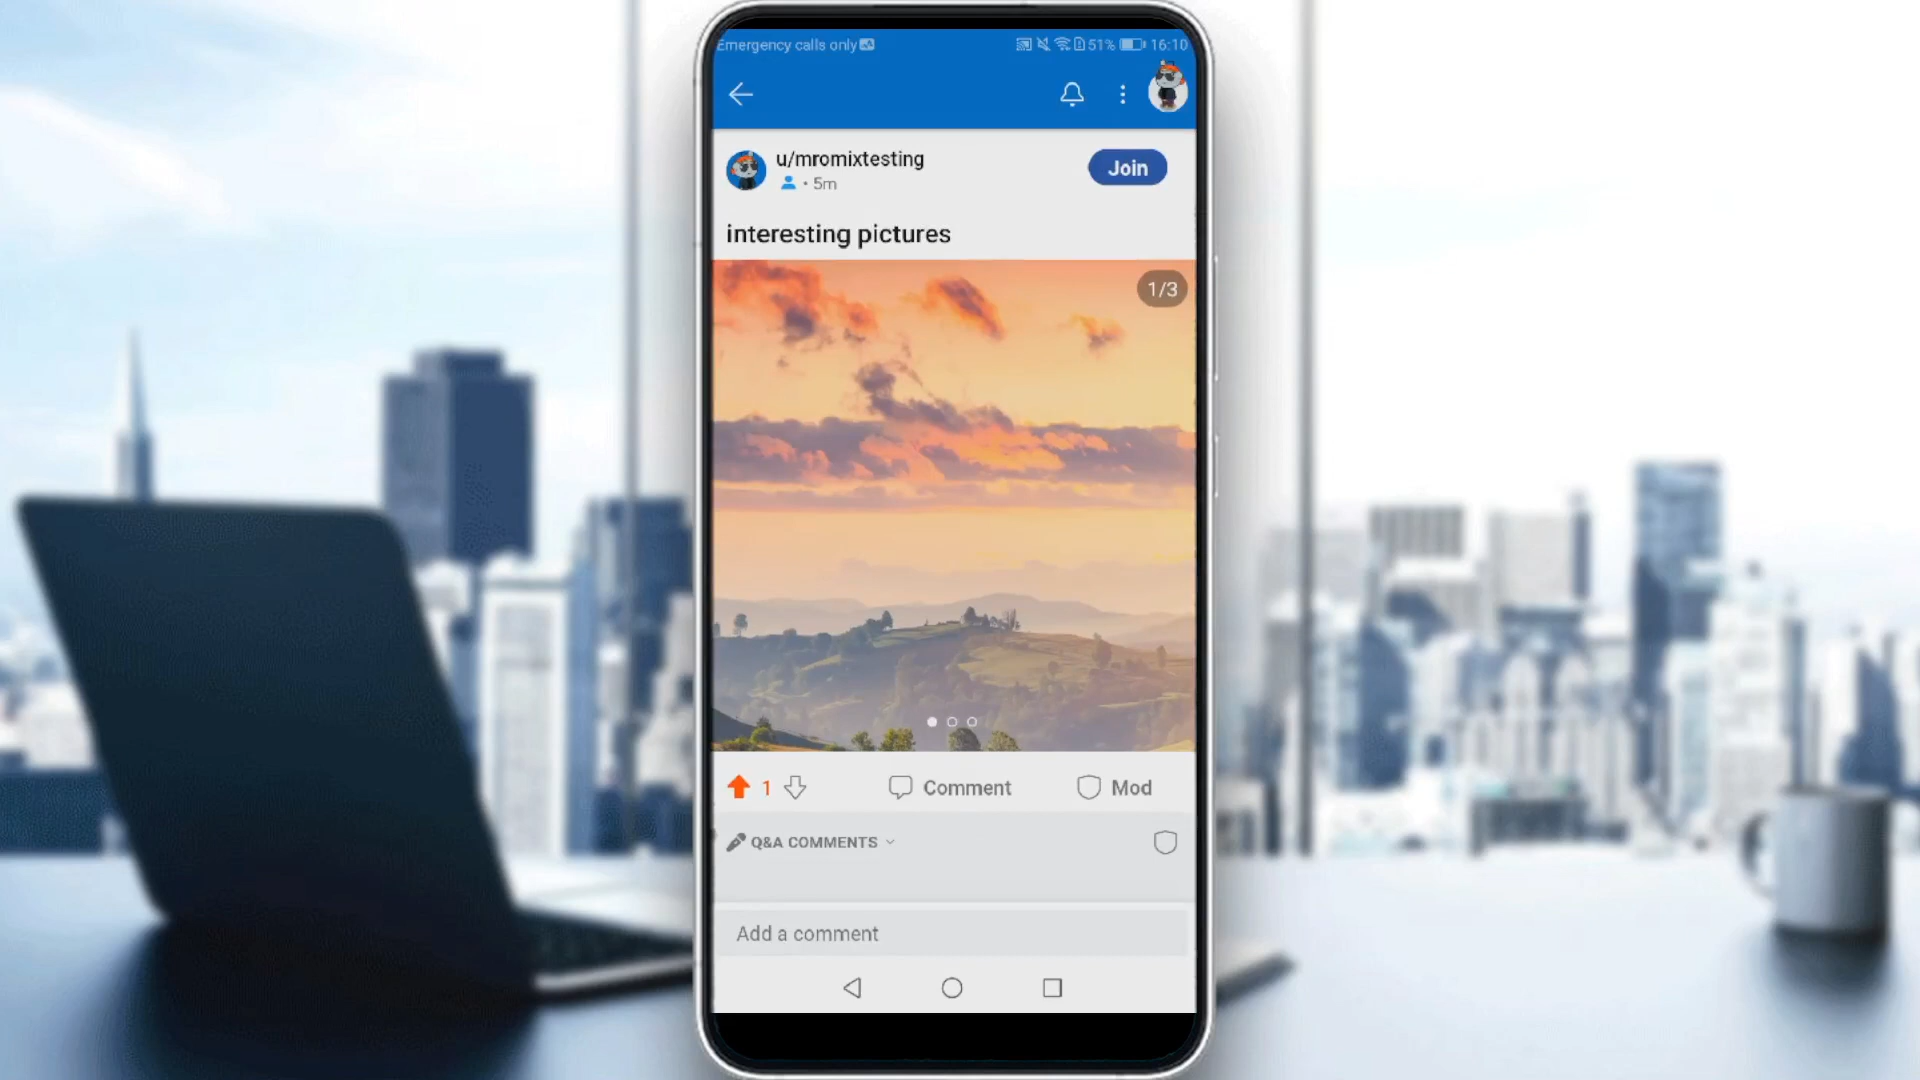 Emergency calls only
51% 16:10
u/mromixtesting
• 5m
Join
interesting pictures
1/3
1
Comment
Mod
Q&A COMMENTS
Add a comment